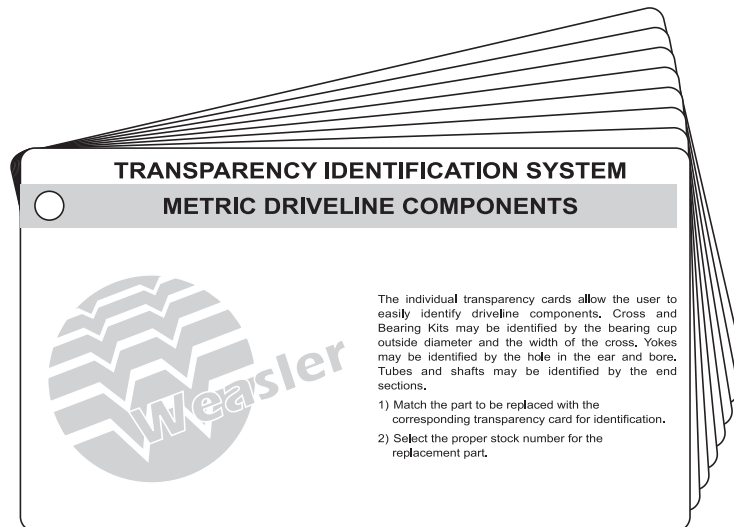 TRANSPARENCY IDENTIFICATION SYSTEM
METRIC DRIVELINE COMPONENTS
The individual transparency cards allow the user to
easily identify driveline components. Cross and
Bearing Kits may be identified by the bearing cup
outside diameter and the width of the cross. Yokes
may be identified by the hole in the ear and bore.
Tubes and shafts may be identified by the end
sections.
1) Match the part to be replaced with the
corresponding transparency card for identification.
2) Select the proper stock number for the
replacement part.
Weasler